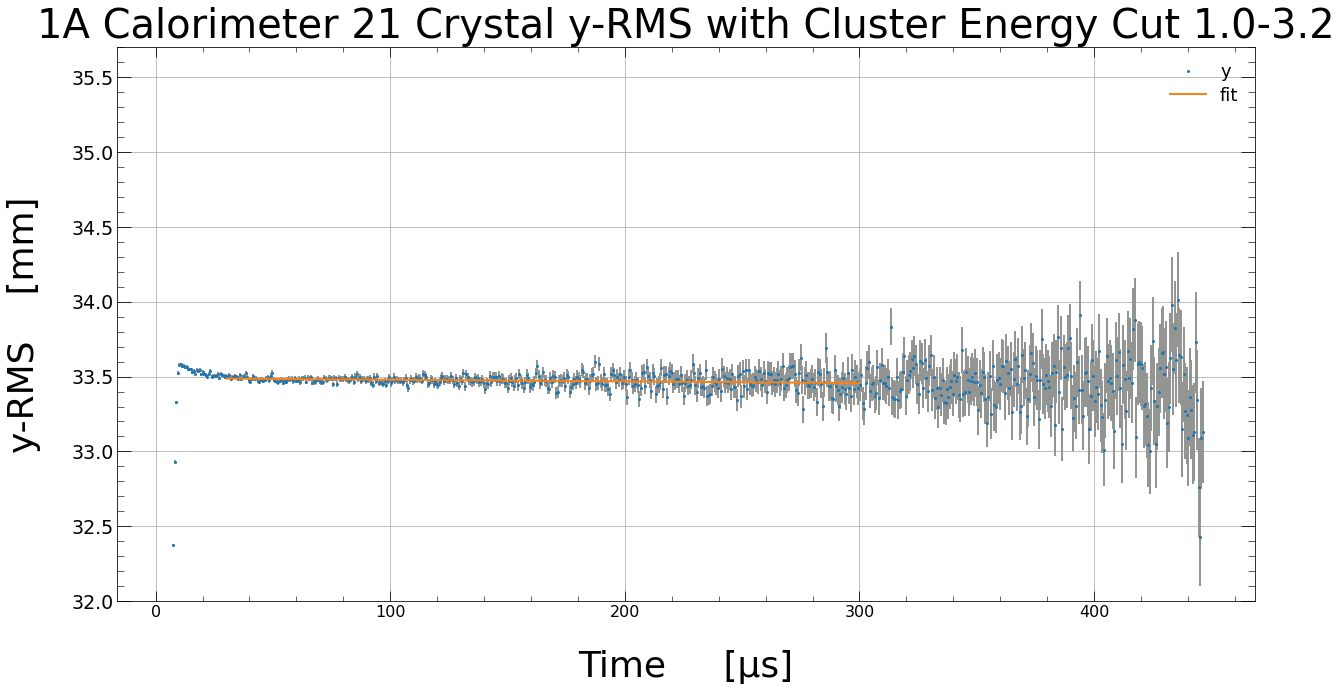 1A Calorimeter 21 Crystal y-RMS with Cluster Energy Cut 1.0-3.2
y
fit
35.5
35.0
34.5
34.0
33.5
33.0
32.5
32.0
y-RMS [mm]
0 100 200 300 400
Time [µs]